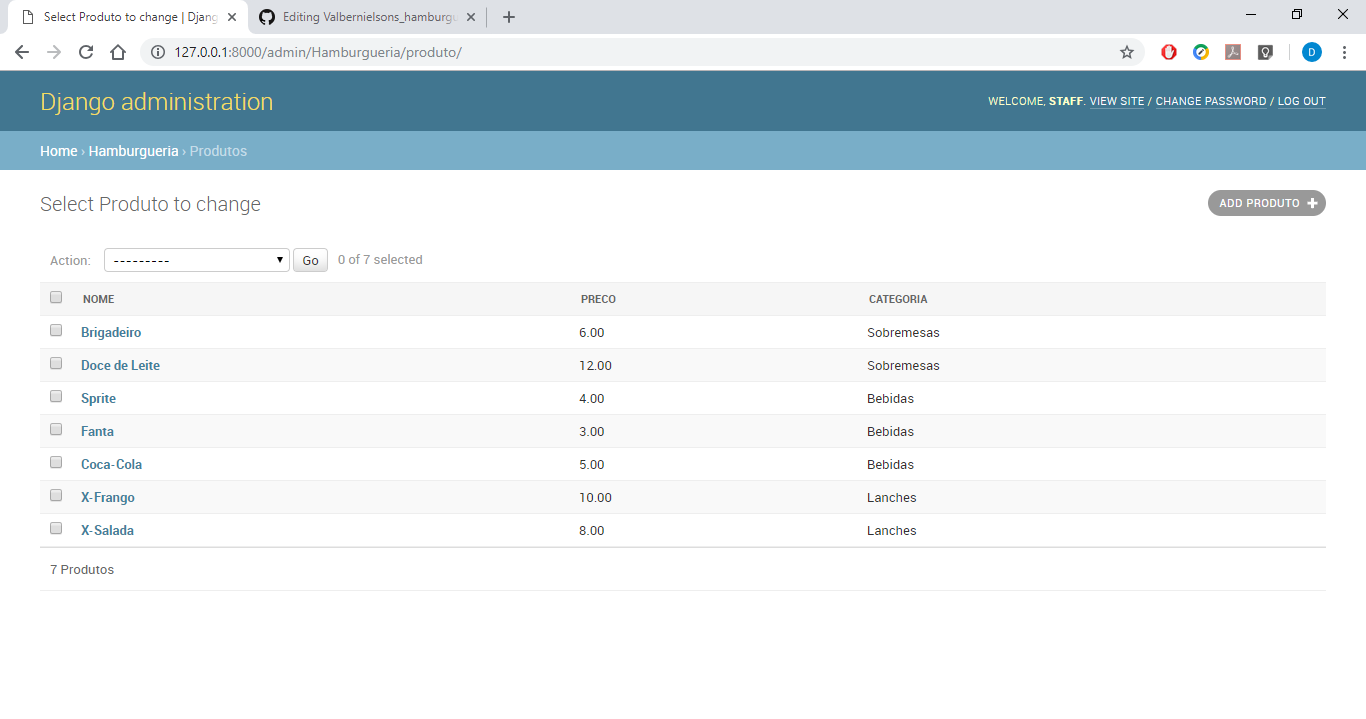 Select Produto to change | Djang
Editing Valbernielsons_hamburgu
127.0.0.1:8000/admin/Hamburgueria/produto/
D
Django administration
WELCOME, STAFF. VIEW SITE / CHANGE PASSWORD / LOG OUT
Home › Hamburgueria › Produtos
Select Produto to change
ADD PRODUTO +
Action: --------- Go 0 of 7 selected
NOME PRECO CATEGORIA
Brigadeiro 6.00 Sobremesas
Doce de Leite 12.00 Sobremesas
Sprite 4.00 Bebidas
Fanta 3.00 Bebidas
Coca-Cola 5.00 Bebidas
X-Frango 10.00 Lanches
X-Salada 8.00 Lanches
7 Produtos